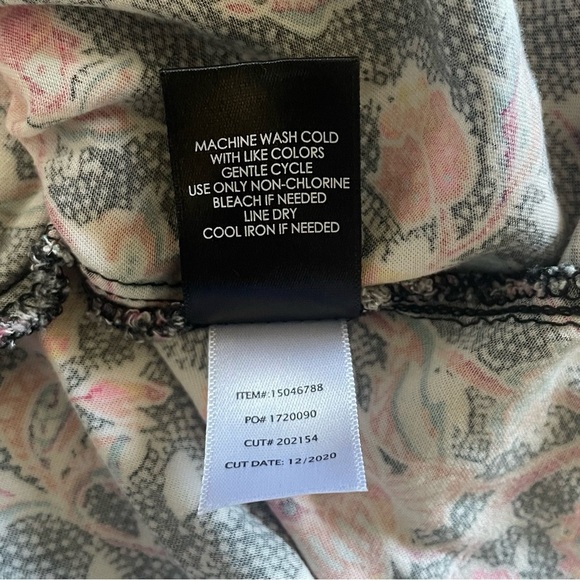 MACHINE WASH COLD
WITH LIKE COLORS
GENTLE CYCLE
USE ONLY NON-CHLORINE
BLEACH IF NEEDED
LINE DRY
COOL IRON IF NEEDED
ITEM#:15046788
PO# 1720090
CUT# 202154
CUT DATE: 12/2020